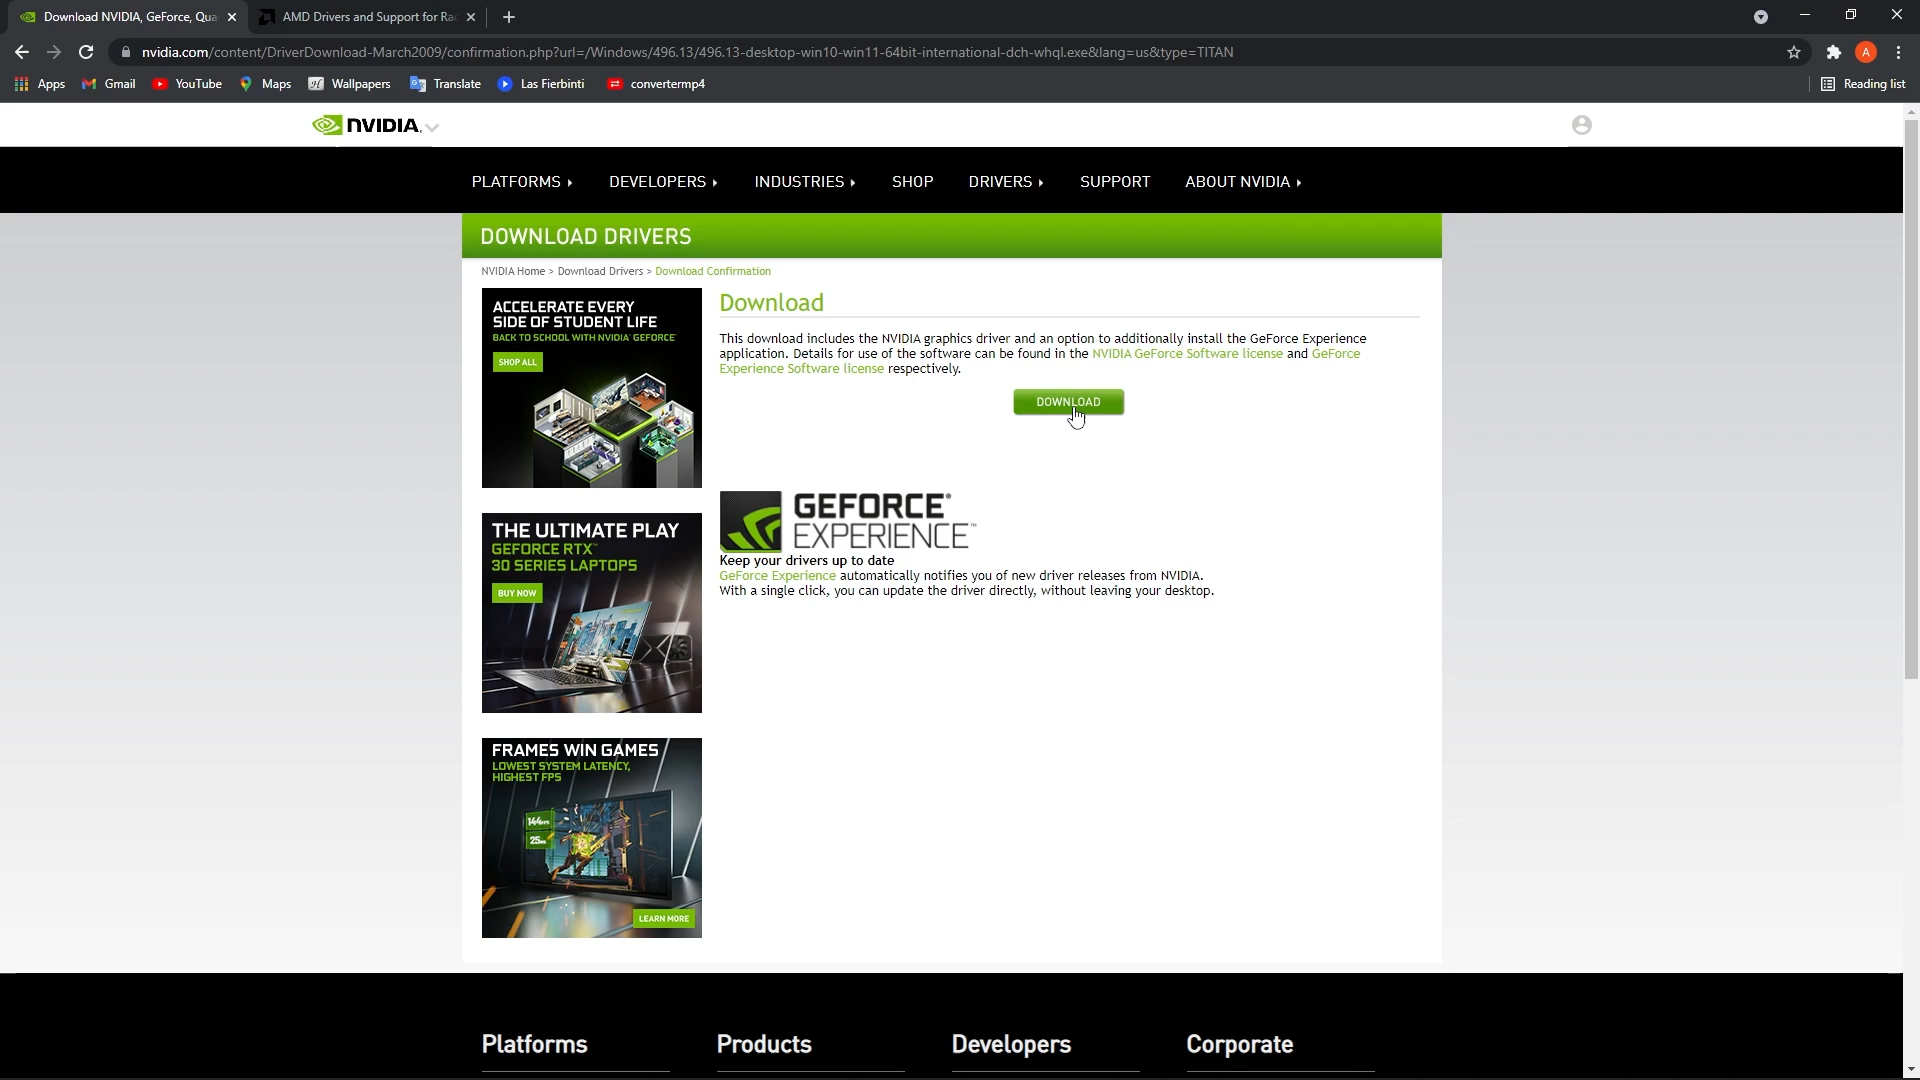 Download NVIDIA, GeForce, Qua
AMD Drivers and Support for Ra
nvidia.com/content/DriverDownload-March2009/confirmation.php?url=/Windows/496.13/496.13-desktop-win10-win11-64bit-international-dch-whql.exe&lang=us&type=TITAN
A
Apps Gmail YouTube Maps Wallpapers Translate Las Fierbinti convertermp4 Reading list
NVIDIA.
PLATFORMS DEVELOPERS INDUSTRIES SHOP DRIVERS SUPPORT ABOUT NVIDIA
DOWNLOAD DRIVERS
NVIDIA Home > Download Drivers > Download Confirmation
ACCELERATE EVERY
SIDE OF STUDENT LIFE
BACK TO SCHOOL WITH NVIDIA GEFORCE
SHOP ALL
Download
This download includes the NVIDIA graphics driver and an option to additionally install the GeForce Experience
application. Details for use of the software can be found in the NVIDIA GeForce Software license and GeForce
Experience Software license respectively.
DOWNLOAD
GEFORCE®
EXPERIENCE™
Keep your drivers up to date
GeForce Experience automatically notifies you of new driver releases from NVIDIA.
With a single click, you can update the driver directly, without leaving your desktop.
THE ULTIMATE PLAY
GEFORCE RTX™
30 SERIES LAPTOPS
BUY NOW
FRAMES WIN GAMES
LOWEST SYSTEM LATENCY,
HIGHEST FPS
LEARN MORE
Platforms Products Developers Corporate